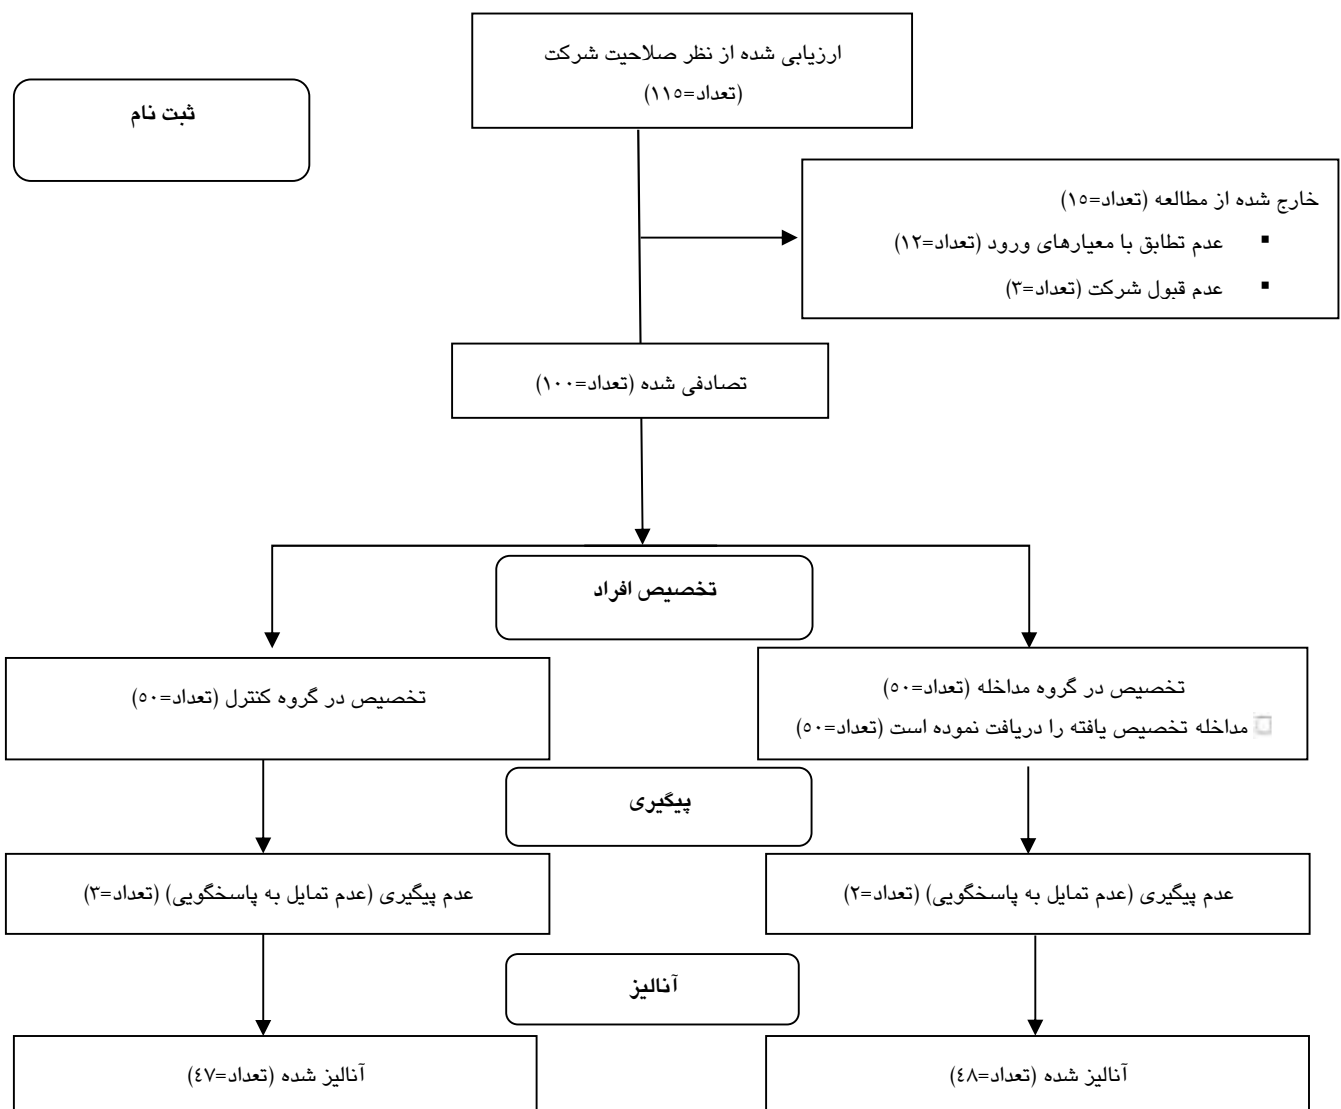 ارزیابی شده از نظر صلاحیت شرکت
(تعداد=۱۱۵)
ثبت نام
خارج شده از مطالعه (تعداد=۱۵)
▪ عدم تطابق با معیارهای ورود (تعداد=۱۲)
▪ عدم قبول شرکت (تعداد=۳)
تصادفی شده (تعداد=۱۰۰)
تخصیص افراد
تخصیص در گروه مداخله (تعداد=۵۰)
□ مداخله تخصیص یافته را دریافت نموده است (تعداد=۵۰)
تخصیص در گروه کنترل (تعداد=۵۰)
پیگیری
عدم پیگیری (عدم تمایل به پاسخگویی) (تعداد=۲)
عدم پیگیری (عدم تمایل به پاسخگویی) (تعداد=۳)
آنالیز
آنالیز شده (تعداد=٤۸)
آنالیز شده (تعداد=٤۷)